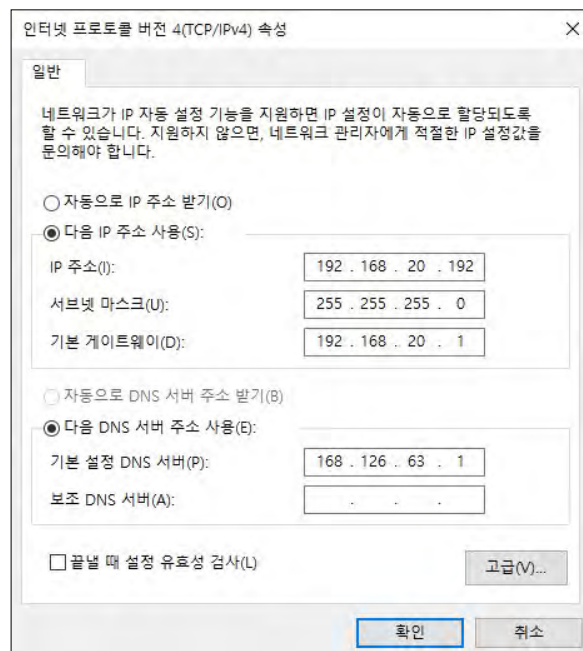 인터넷 프로토콜 버전 4(TCP/IPv4) 속성
일반
네트워크가 IP 자동 설정 기능을 지원하면 IP 설정이 자동으로 할당되도록
할 수 있습니다. 지원하지 않으면, 네트워크 관리자에게 적절한 IP 설정값을
문의해야 합니다.
자동으로 IP 주소 받기(O)
다음 IP 주소 사용(S):
IP 주소(I): 192 . 168 . 20 . 192
서브넷 마스크(U): 255 . 255 . 255 . 0
기본 게이트웨이(D): 192 . 168 . 20 . 1
자동으로 DNS 서버 주소 받기(B)
다음 DNS 서버 주소 사용(E):
기본 설정 DNS 서버(P): 168 . 126 . 63 . 1
보조 DNS 서버(A): . . .
끝낼 때 설정 유효성 검사(L)
고급(V)...
확인 취소